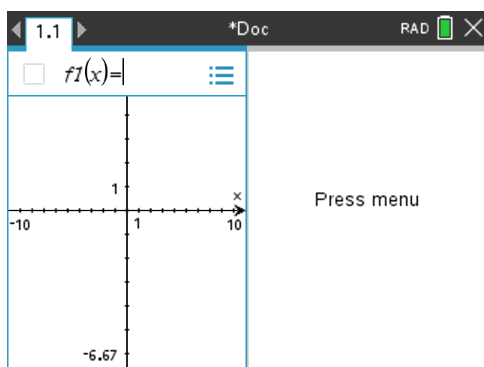 1.1 *Doc RAD
f1(x)=
1
x
-10 1 10
-6.67
Press menu